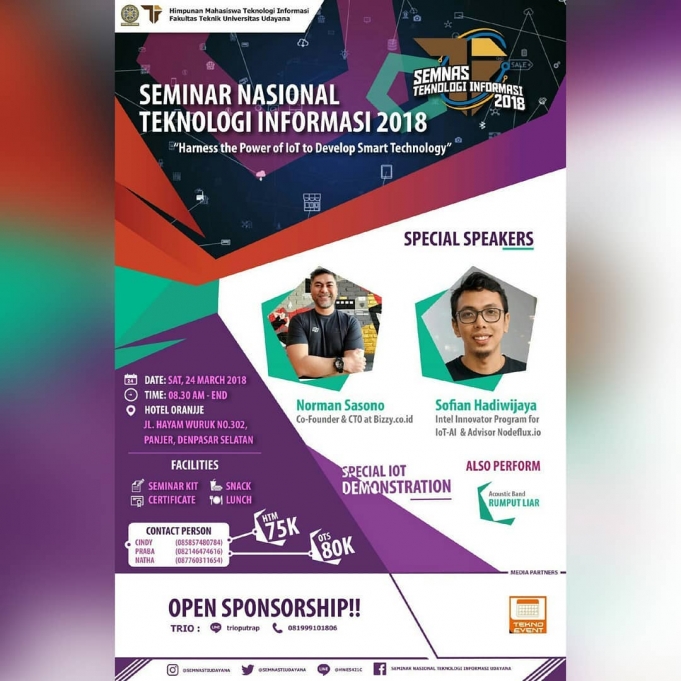 Himpunan Mahasiswa Teknologi Informasi
Fakultas Teknik Universitas Udayana
SEMNAS
TEKNOLOGI INFORMASI
2018
SALE
SEMINAR NASIONAL
TEKNOLOGI INFORMASI 2018
"Harness the Power of IoT to Develop Smart Technology"
SPECIAL SPEAKERS
Norman Sasono
Co-Founder & CTO at Bizzy.co.id
Sofian Hadiwijaya
Intel Innovator Program for
IoT-AI & Advisor Nodeflux.io
24
DATE: SAT, 24 MARCH 2018
TIME: 08.30 AM - END
HOTEL ORANJJE
JL. HAYAM WURUK NO.302,
PANJER, DENPASAR SELATAN
FACILITIES
SEMINAR KIT
SNACK
CERTIFICATE
LUNCH
SPECIAL IOT
DEMONSTRATION
ALSO PERFORM
Acoustic Band
RUMPUT LIAR
HTM
75K
OTS
80K
CONTACT PERSON
CINDY (085857480784)
PRABA (082146474616)
NATHA (087760311654)
MEDIA PARTNERS
TEKNO
EVENT
OPEN SPONSORSHIP!!
TRIO : trioputrap 081999101806
@SEMNASTIUDAYANA
@SEMNASTIUDAYANA
SEMINAR NASIONAL TEKNOLOGI INFORMASI UDAYANA